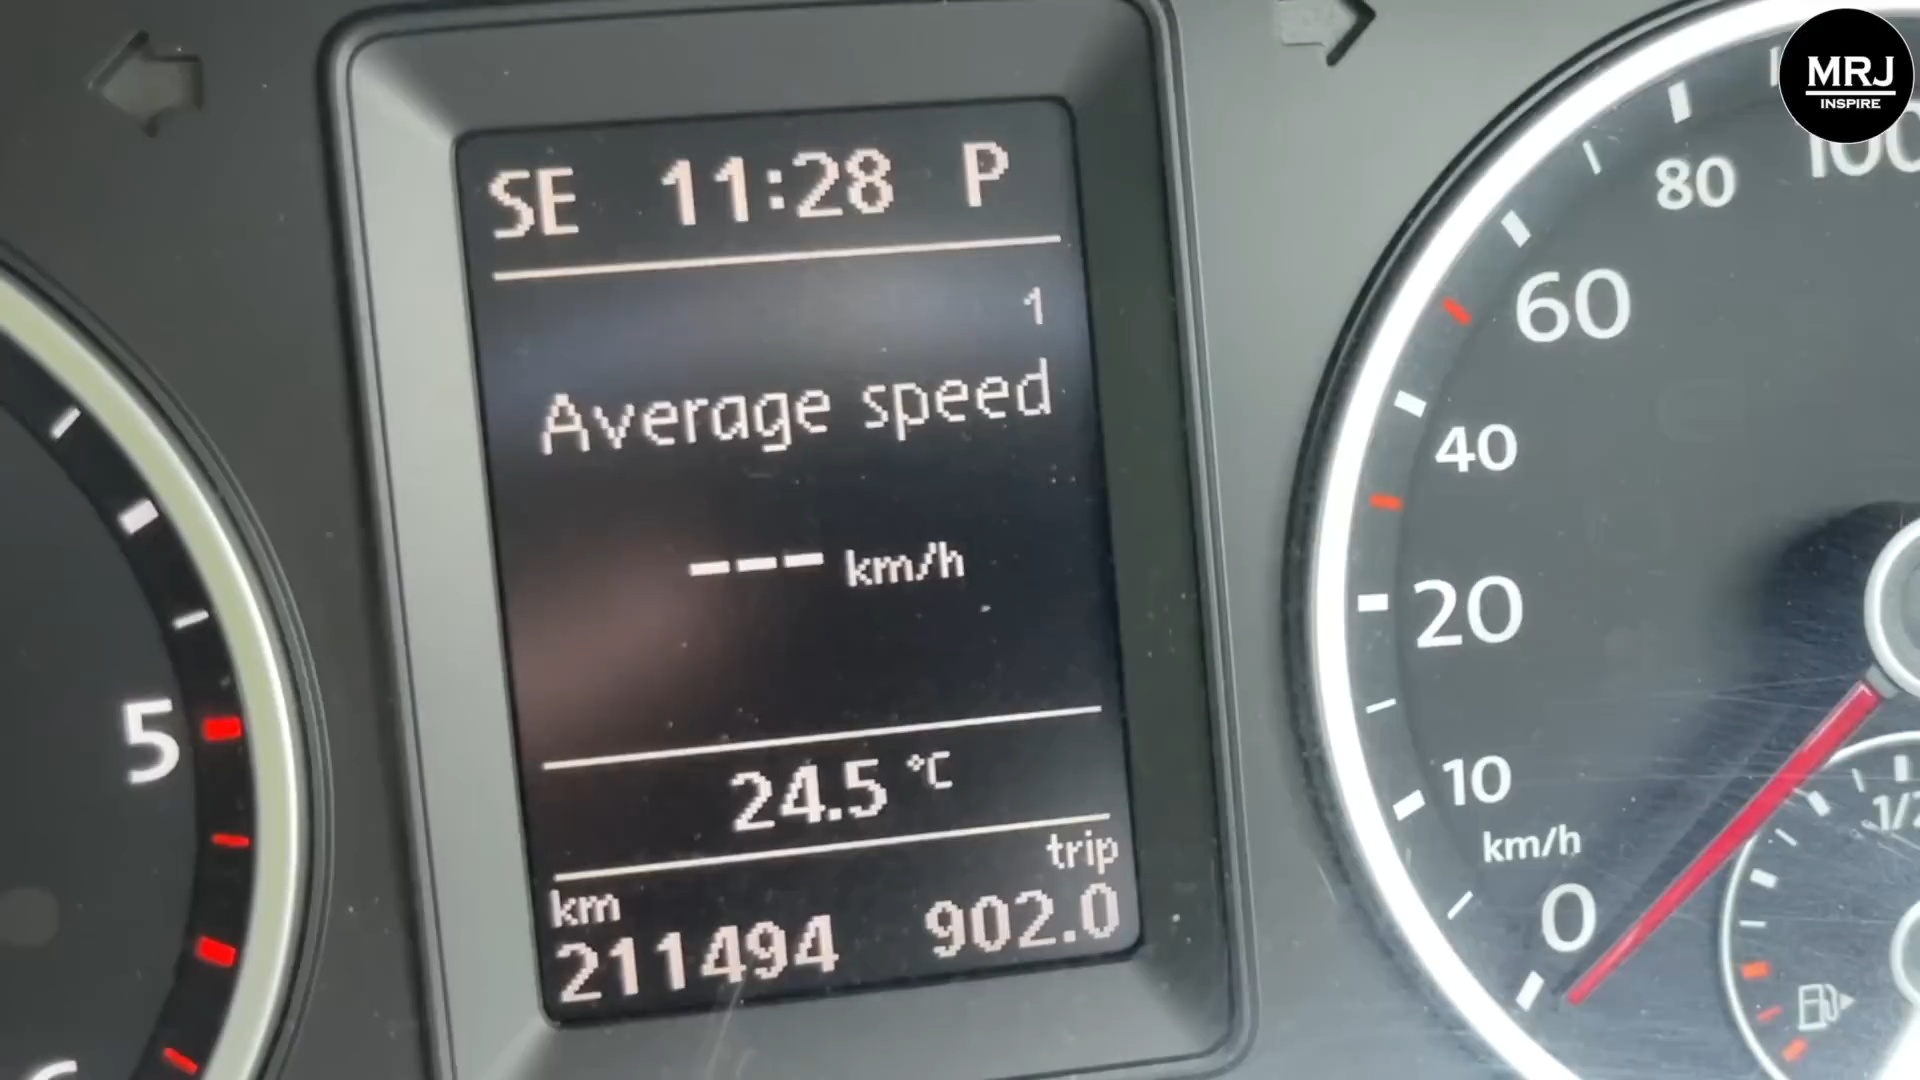 MRJ
INSPIRE
SE 11:28 P
1
Average speed
--- km/h
24.5 °C
trip
km
211494 902.0
5
100
80
60
40
20
10
km/h
0